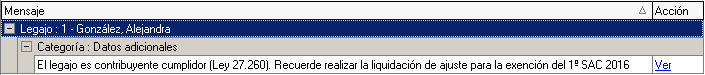 Mensaje Acción
Legajo : 1 - González, Alejandra
Categoría : Datos adicionales
El legajo es contribuyente cumplidor (Ley 27.260). Recuerde realizar la liquidación de ajuste para la exención del 1º SAC 2016 Ver